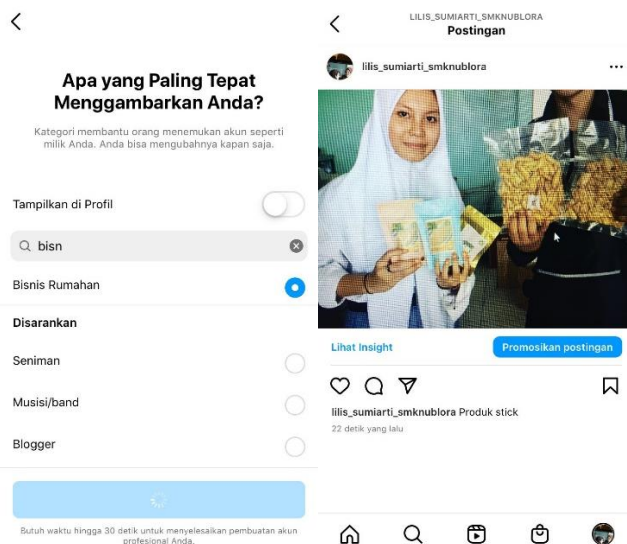 Apa yang Paling Tepat
Menggambarkan Anda?
Kategori membantu orang menemukan akun seperti
milik Anda. Anda bisa mengubahnya kapan saja.
Tampilkan di Profil
bisn
Bisnis Rumahan
Disarankan
Seniman
Musisi/band
Blogger
Butuh waktu hingga 30 detik untuk menyelesaikan pembuatan akun
profesional Anda.
LILIS_SUMIARTI_SMKNUBLORA
Postingan
lilis_sumiarti_smknublora
Lihat Insight
Promosikan postingan
lilis_sumiarti_smknublora Produk stick
22 detik yang lalu